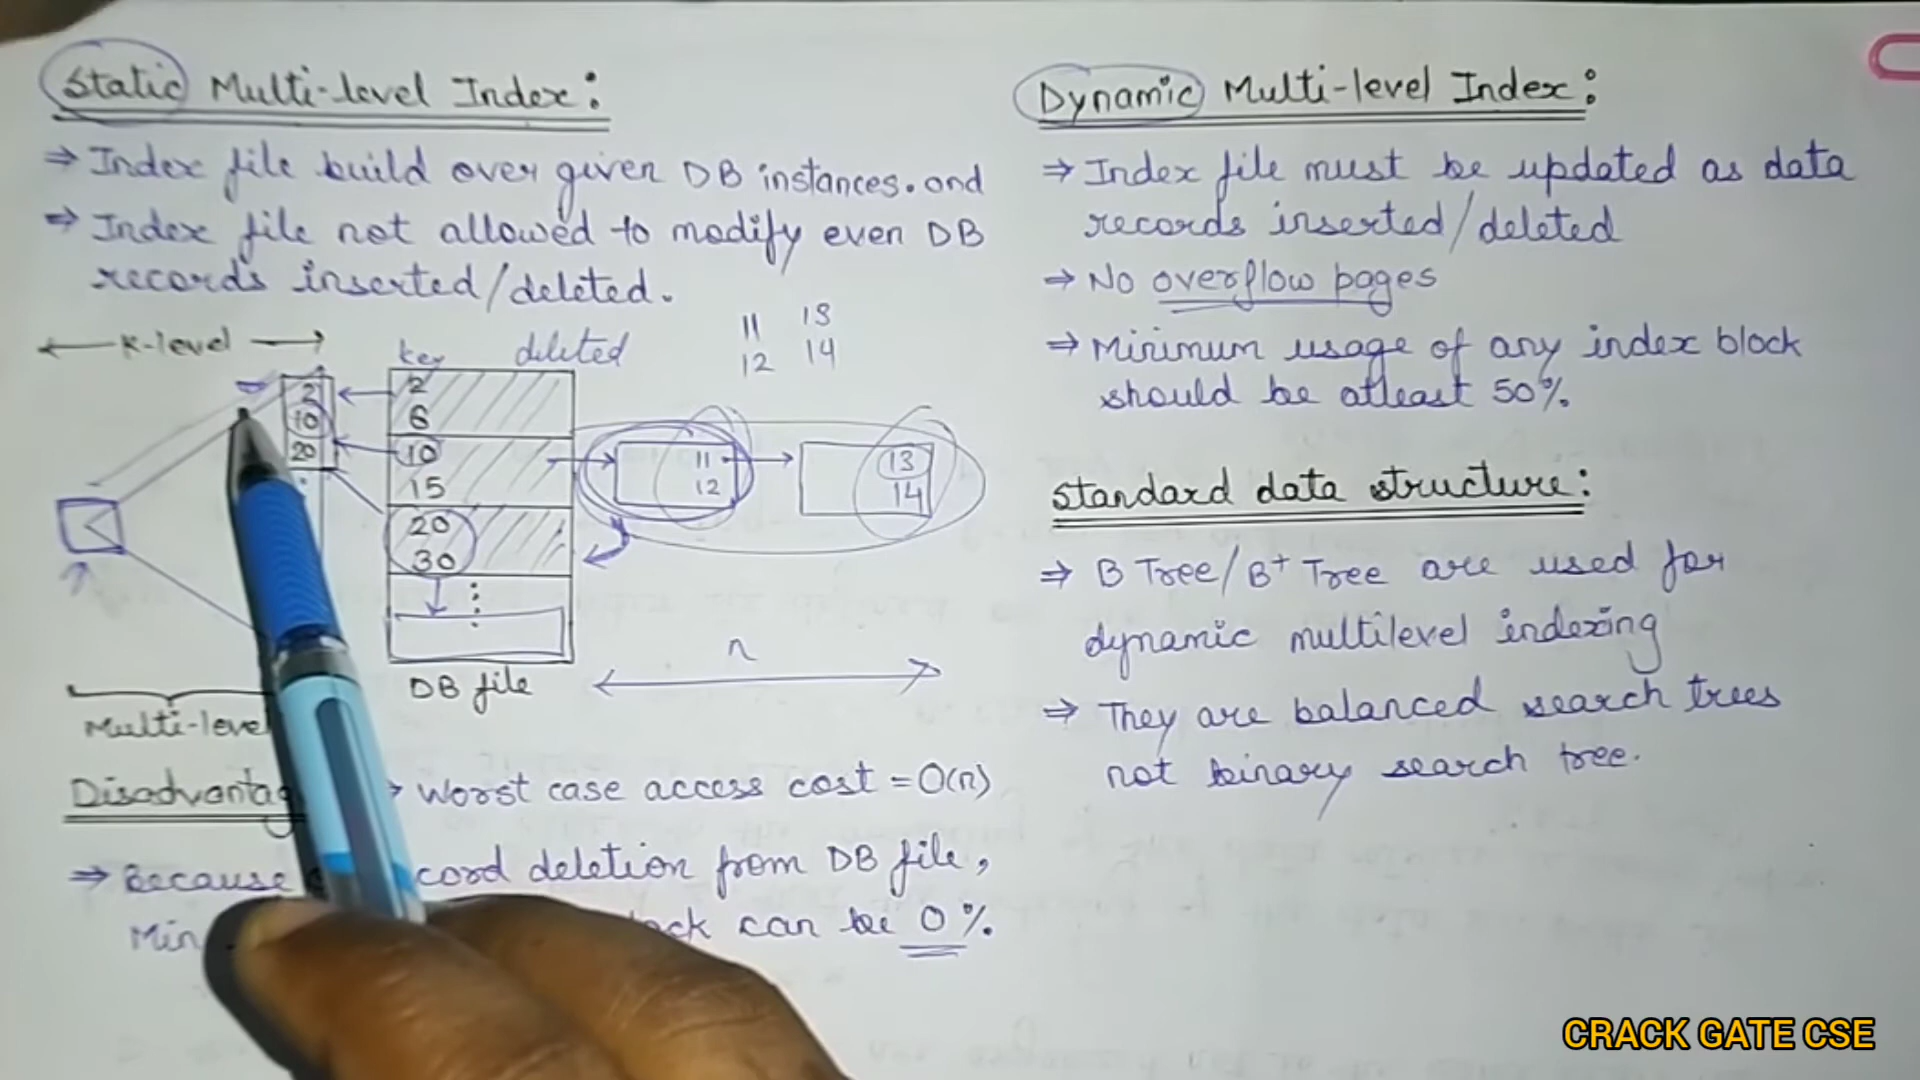 Static Multi-level Index:
⇒ Index file build over given DB instances. and
⇒ Index file not allowed to modify even DB
records inserted/deleted.
K-level
key
deleted
11 13
12 14
2
10
20
2
6
10
15
20
30
11
12
13
14
n
DB file
Multi-level
⇒ Worst case access cost = O(n)
⇒ Because deletion from DB file,
can be 0%.
Dynamic Multi-level Index:
⇒ Index file must be updated as data
records inserted/deleted
⇒ No overflow pages
⇒ Minimum usage of any index block
should be atleast 50%.
Standard data structure:
⇒ B Tree/B+ Tree are used for
dynamic multilevel indexing
⇒ They are balanced search trees
not binary search tree.
CRACK GATE CSE